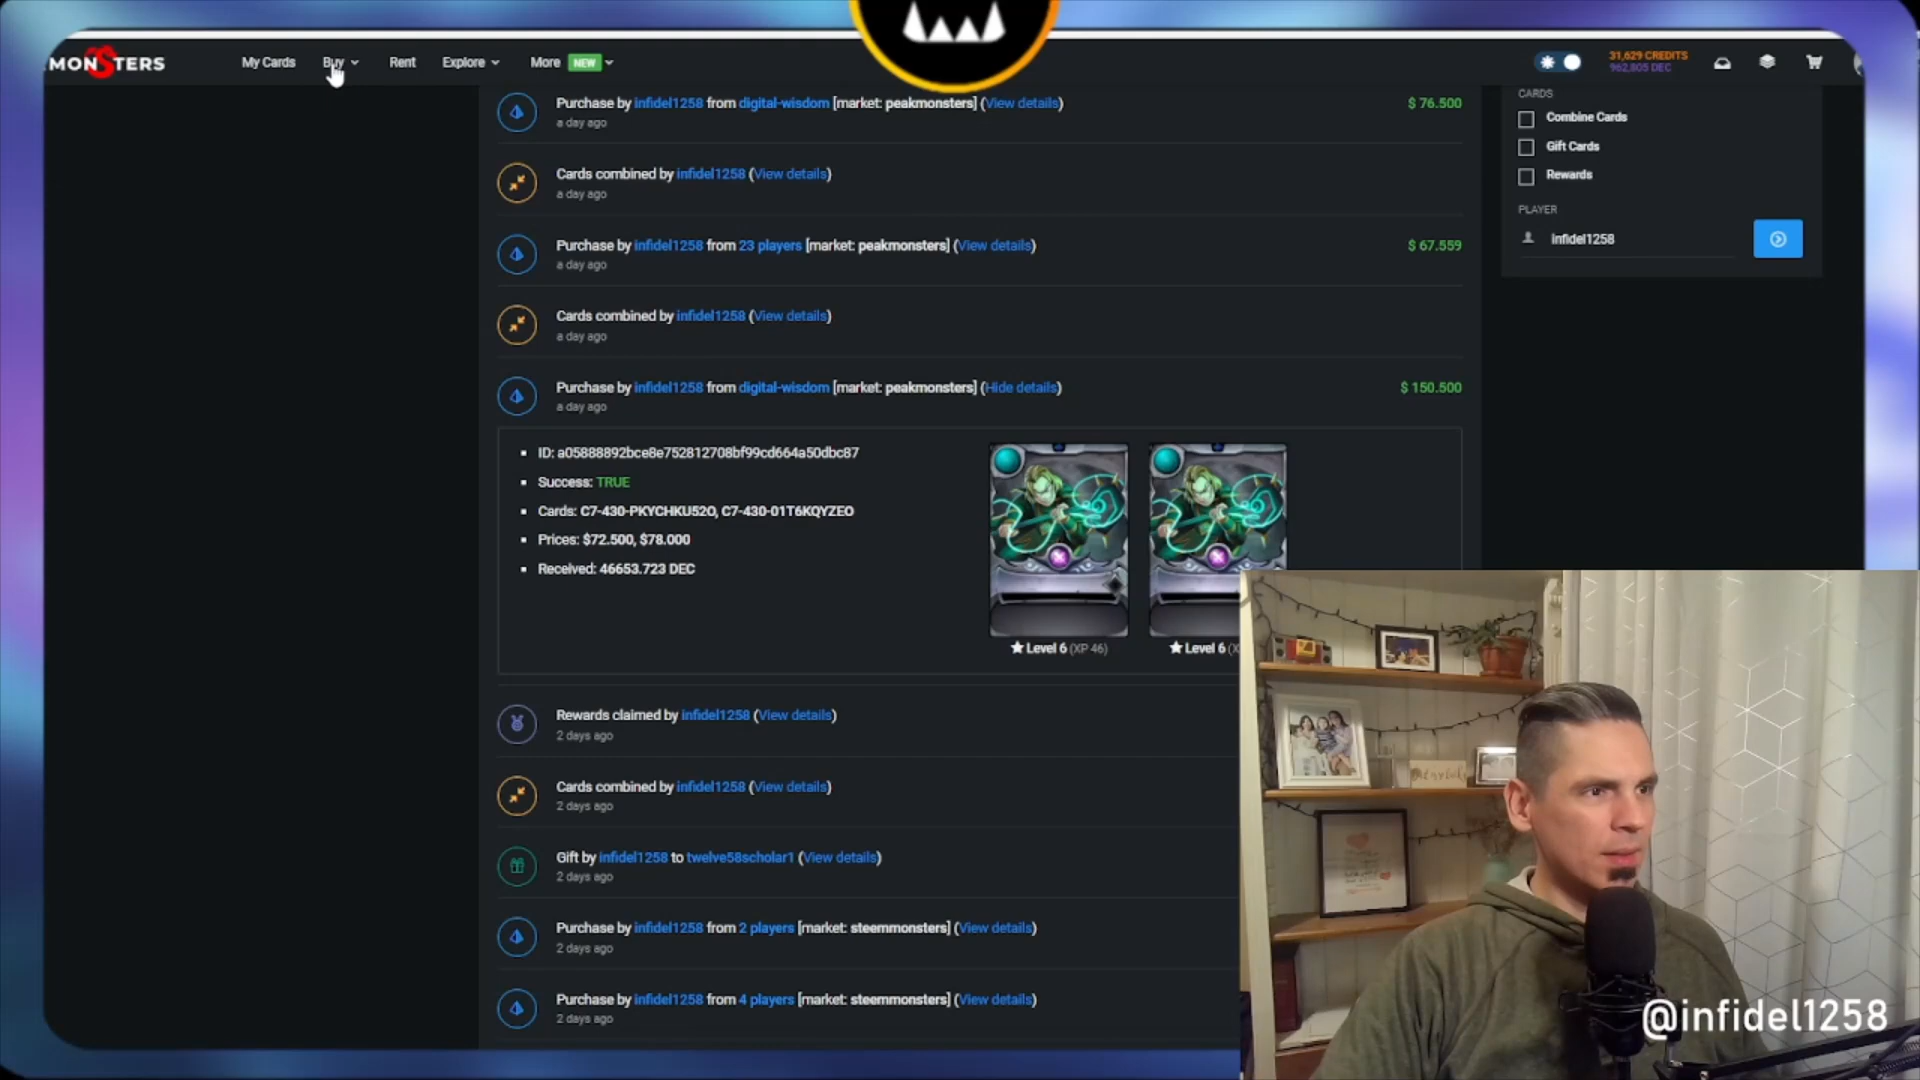 MONSTERS
My Cards
Buy
Rent
Explore
More NEW
31,629 CREDITS
962,805 DEC
Purchase by infidel1258 from digital-wisdom [market: peakmonsters] (View details)
$ 76.500
a day ago
Cards combined by infidel1258 (View details)
a day ago
Purchase by infidel1258 from 23 players [market: peakmonsters] (View details)
$ 67.559
a day ago
Cards combined by infidel1258 (View details)
a day ago
Purchase by infidel1258 from digital-wisdom [market: peakmonsters] (Hide details)
$ 150.500
a day ago
ID: a05888892bce8e752812708bf99cd664a50dbc87
Success: TRUE
Cards: C7-430-PKYCHKU52O, C7-430-01T6KQYZEO
Prices: $72.500, $78.000
Received: 46653.723 DEC
Level 6 (XP 46)
Level 6 (X
Rewards claimed by infidel1258 (View details)
2 days ago
Cards combined by infidel1258 (View details)
2 days ago
Gift by infidel1258 to twelve58scholar1 (View details)
2 days ago
Purchase by infidel1258 from 2 players [market: steemmonsters] (View details)
2 days ago
Purchase by infidel1258 from 4 players [market: steemmonsters] (View details)
2 days ago
CARDS
Combine Cards
Gift Cards
Rewards
PLAYER
infidel1258
@infidel1258